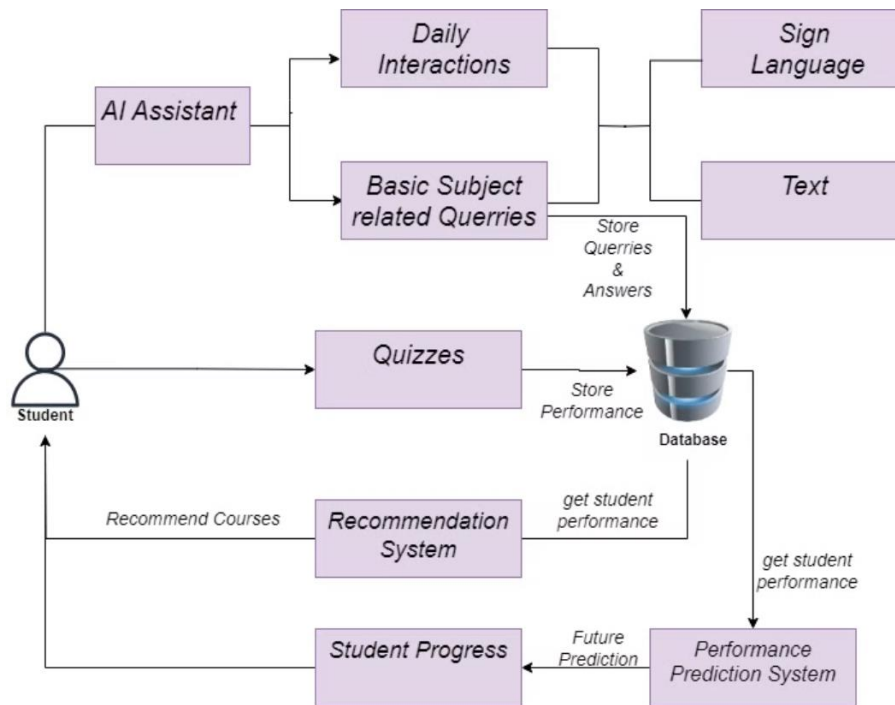 Daily
Interactions
Sign
Language
AI Assistant
Basic Subject
related Querries
Text
Store
Querries
&
Answers
Quizzes
Store
Performance
Student
Database
Recommend Courses
Recommendation
System
get student
performance
get student
performance
Student Progress
Future
Prediction
Performance
Prediction System